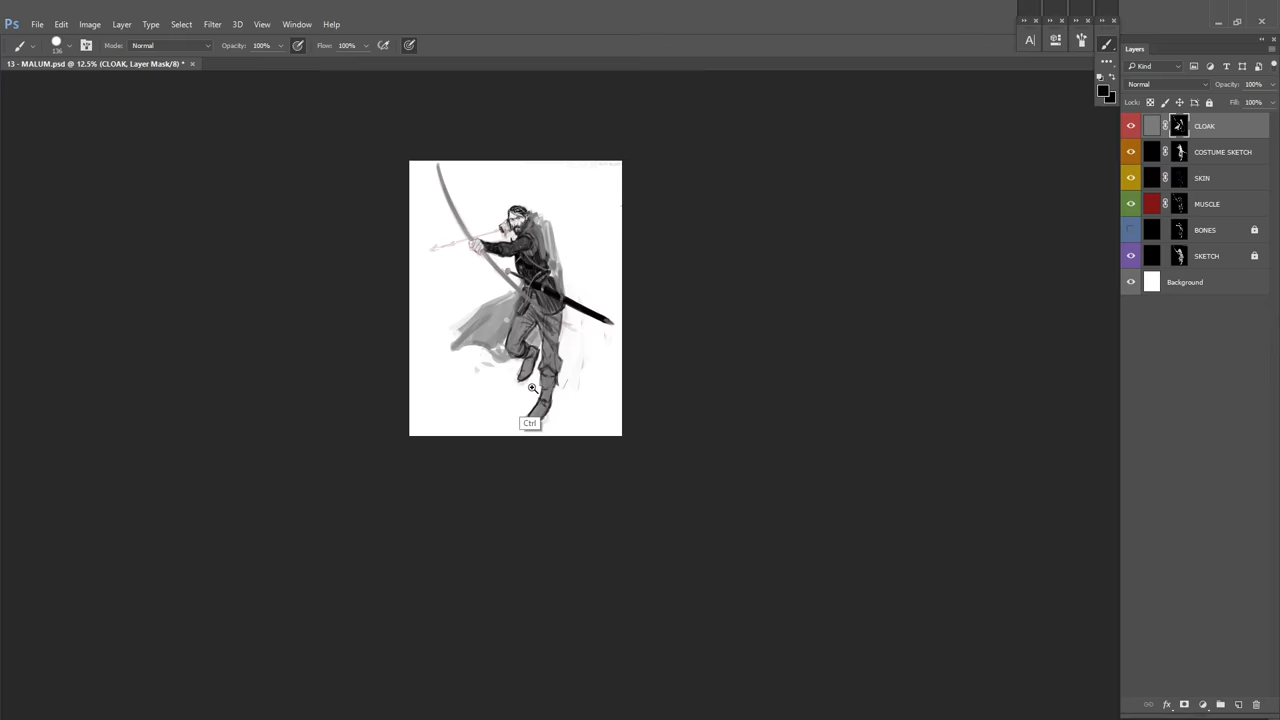 Ps File Edit Image Layer Type Select Filter 3D View Window Help
136 Mode: Normal Opacity: 100% Flow: 100%
13 - MALUM.psd @ 12.5% (CLOAK, Layer Mask/8) * ×
A|
Layers
Kind
Normal Opacity: 100%
Lock: Fill: 100%
CLOAK
COSTUME SKETCH
SKIN
MUSCLE
BONES
SKETCH
Background
Ctrl
fx